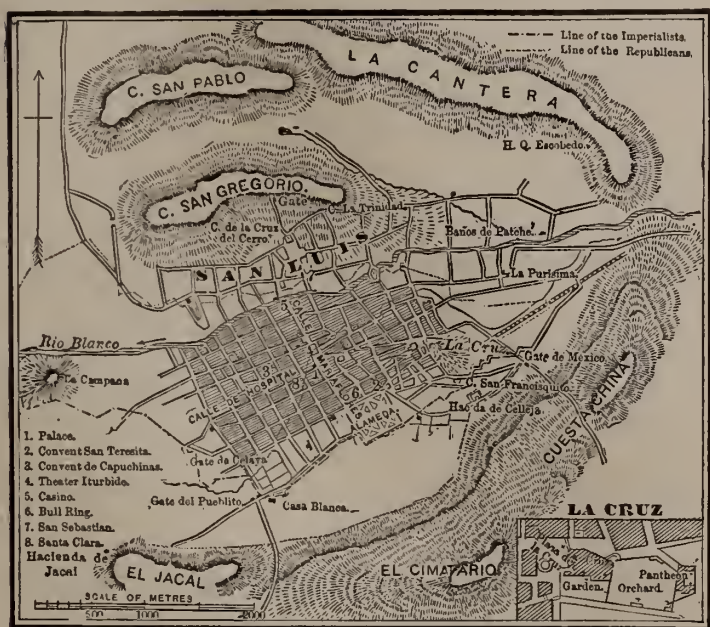 Line of the Imperialists.
Line of the Republicans.
LA CANTERA
C. SAN PABLO
H. Q. Escobedo.
C. SAN GREGORIO.
Gate
C. La Trinidad
C. de la Cruz
del Cerro.
Baños de Patehe.
SAN LUIS
La Purisima.
Rio Blanco
La Cruz
Gate de Mexico.
La Campana
CALLE DE HOSPITAL
C. San Francisquito.
Hac'da de Calleja.
ALAMEDA
CUESTA CHINA
1. Palace.
2. Convent San Teresita.
3. Convent de Capuchinas.
4. Theater Iturbide.
5. Casino.
6. Bull Ring.
7. San Sebastian.
8. Santa Clara.
Hacienda de
Jacal
Gate de Celaya
Gate del Pueblito
Casa Blanca.
EL JACAL
EL CIMATARIO
SCALE OF METRES
500 1000 2000
LA CRUZ
Garden.
Pantheon
Orchard.